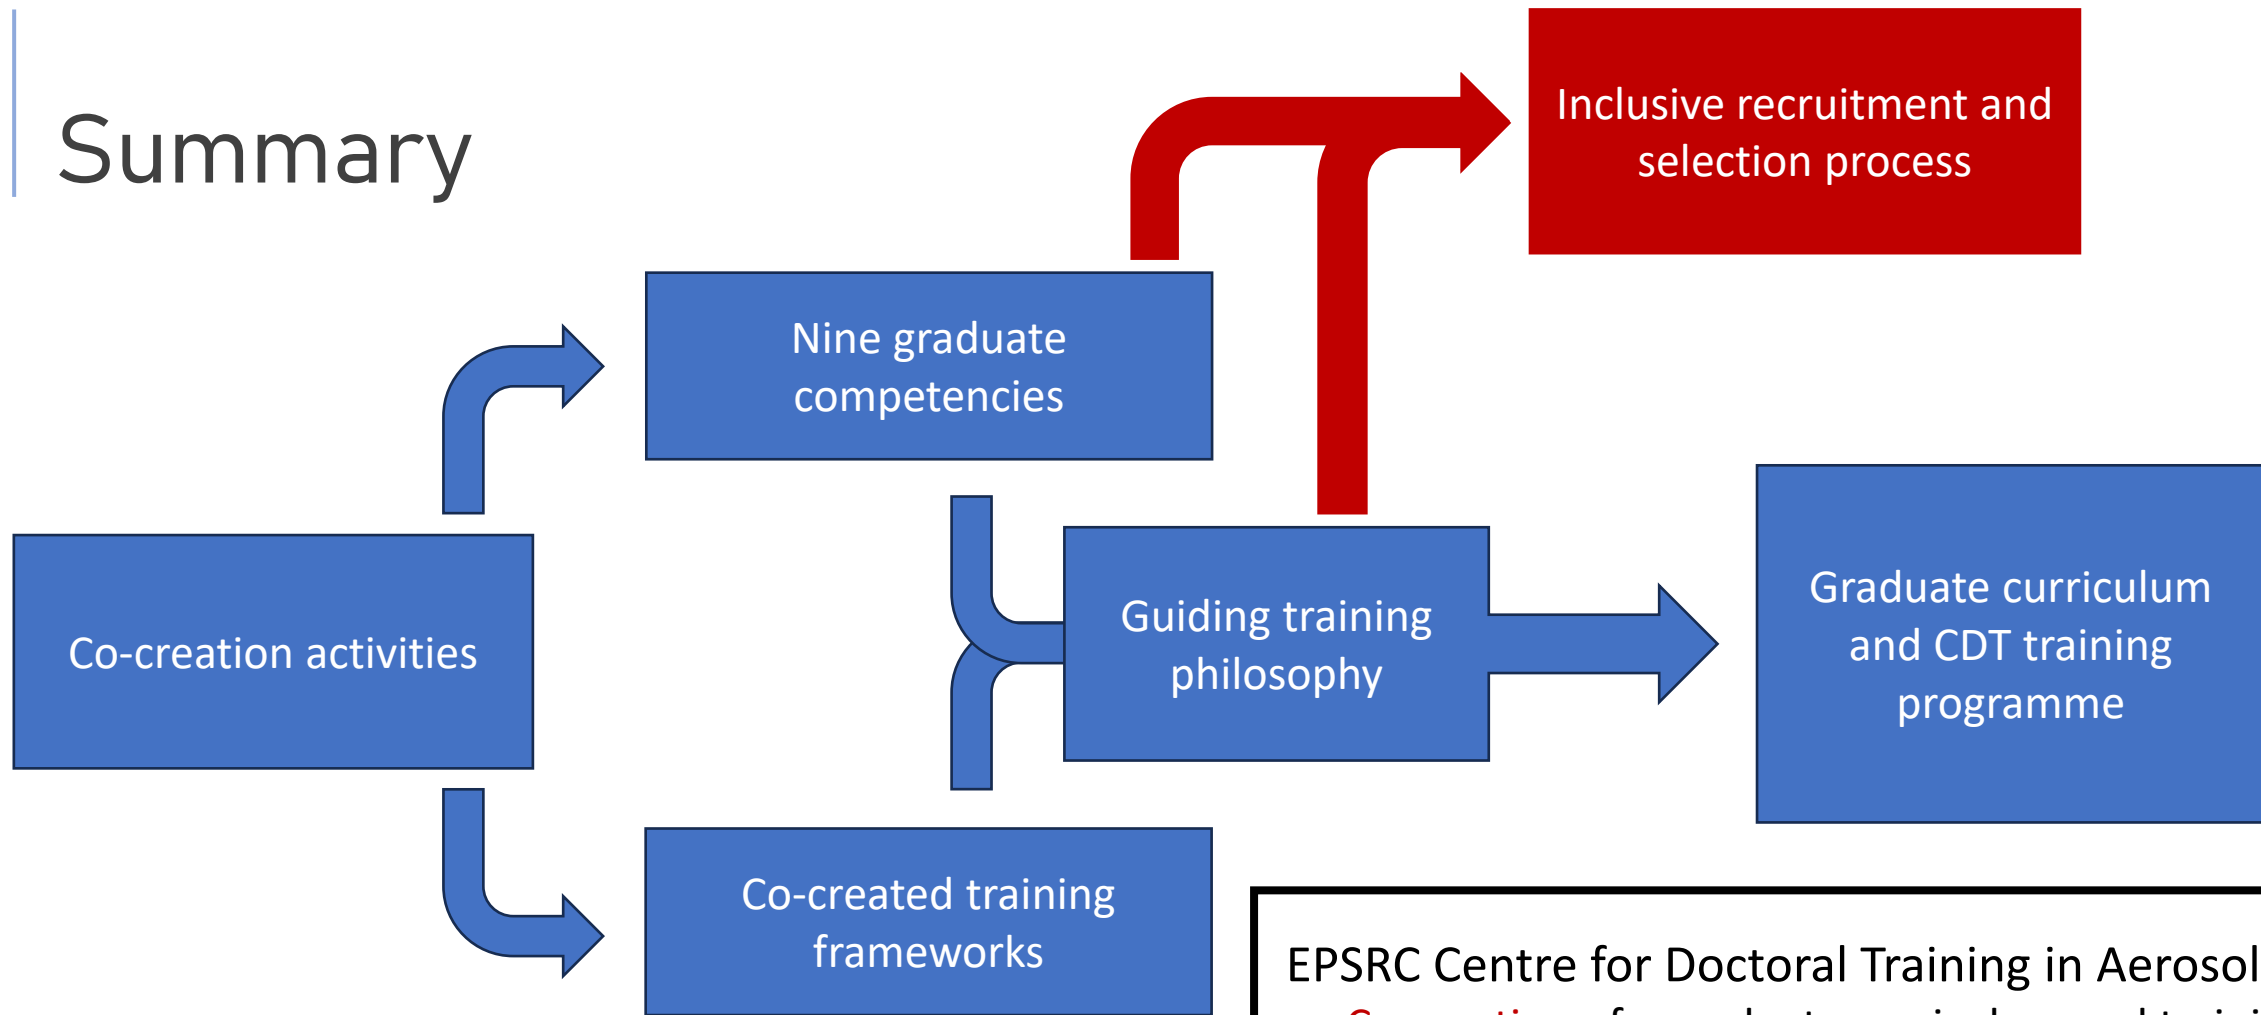 Summary
Inclusive recruitment and
selection process
Nine graduate
competencies
Co-creation activities
Guiding training
philosophy
Graduate curriculum
and CDT training
programme
Co-created training
frameworks
EPSRC Centre for Doctoral Training in Aerosol